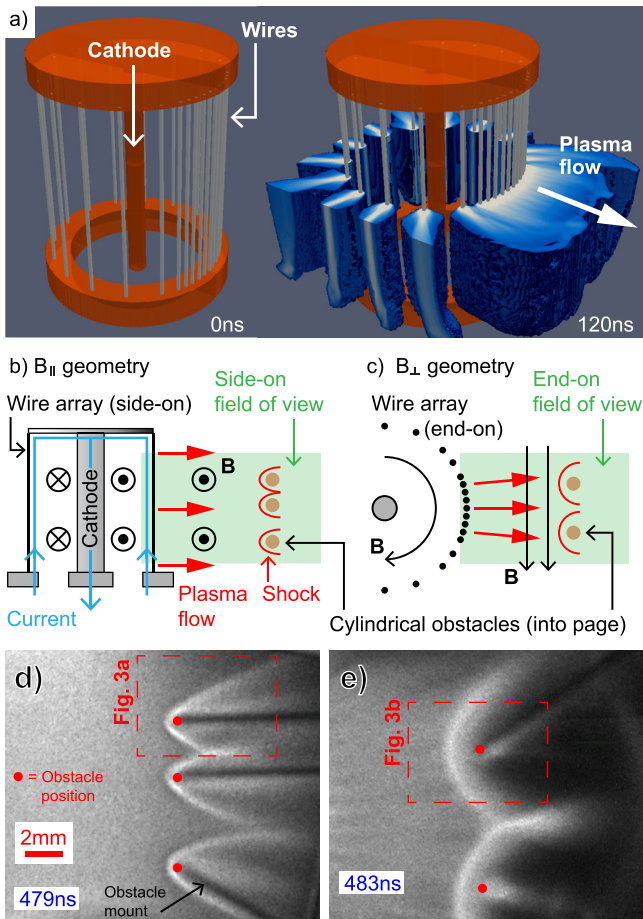 a)
Cathode
Wires
Plasma
flow
0ns
120ns
b) B∥ geometry
Wire array (side-on)
Side-on
field of view
B
Cathode
Current
Plasma
flow
Shock
c) B⊥ geometry
Wire array
(end-on)
End-on
field of view
B
B
Cylindrical obstacles (into page)
d)
Fig. 3a
= Obstacle
position
2mm
479ns
Obstacle
mount
e)
Fig. 3b
483ns